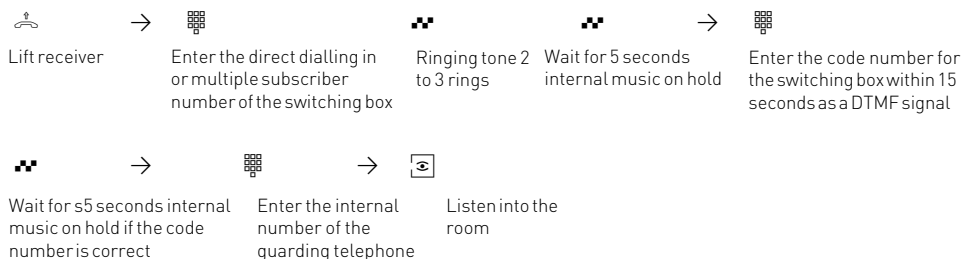 Lift receiver
Enter the direct dialling in
or multiple subscriber
number of the switching box
Ringing tone 2
to 3 rings
Wait for 5 seconds
internal music on hold
Enter the code number for
the switching box within 15
seconds as a DTMF signal
Wait for s5 seconds internal
music on hold if the code
number is correct
Enter the internal
number of the
guarding telephone
Listen into the
room